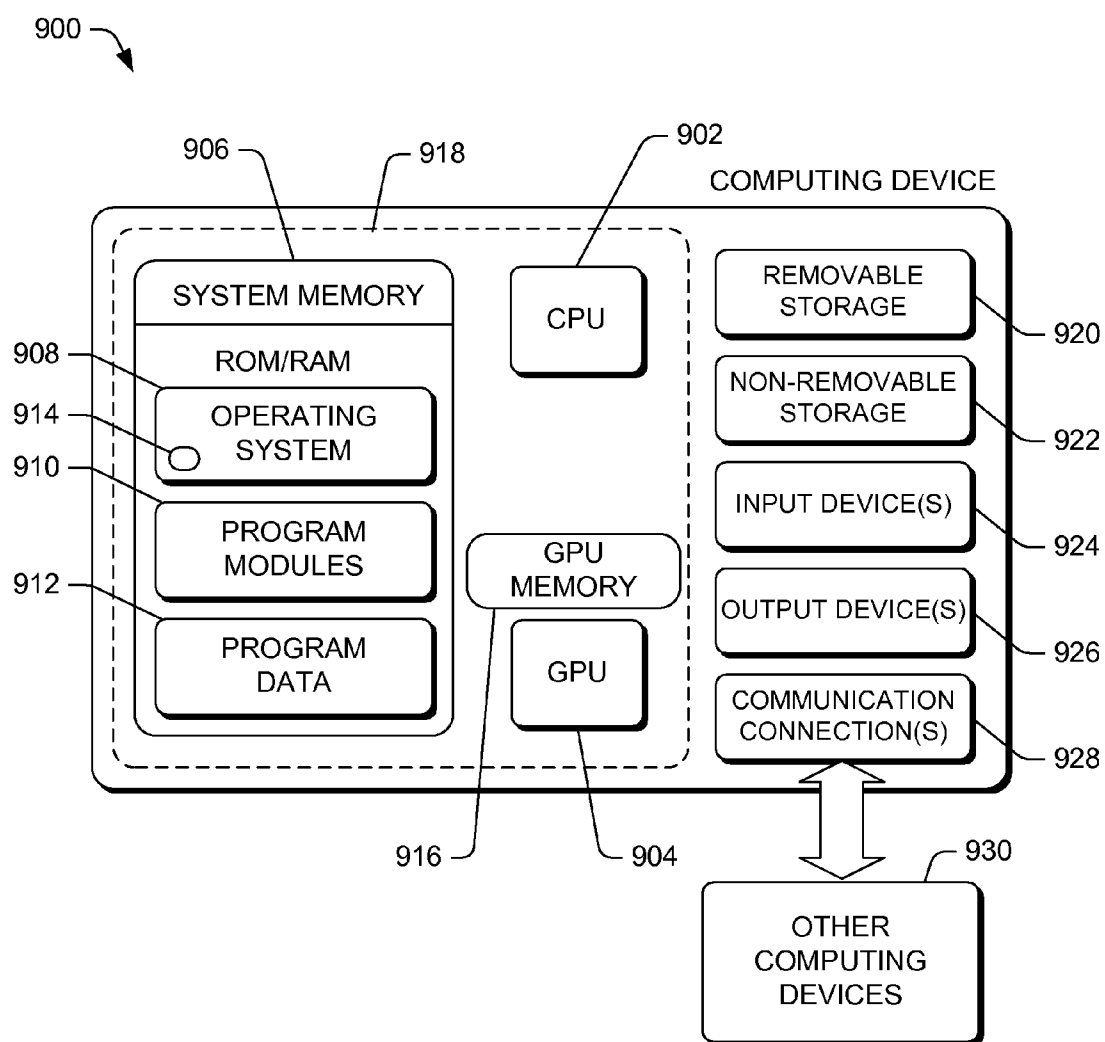 900
906
918
902
COMPUTING DEVICE
SYSTEM MEMORY
ROM/RAM
908
OPERATING
SYSTEM
914
910
PROGRAM
MODULES
912
PROGRAM
DATA
CPU
GPU
MEMORY
GPU
916
904
REMOVABLE
STORAGE
920
NON-REMOVABLE
STORAGE
922
INPUT DEVICE(S)
924
OUTPUT DEVICE(S)
926
COMMUNICATION
CONNECTION(S)
928
930
OTHER
COMPUTING
DEVICES